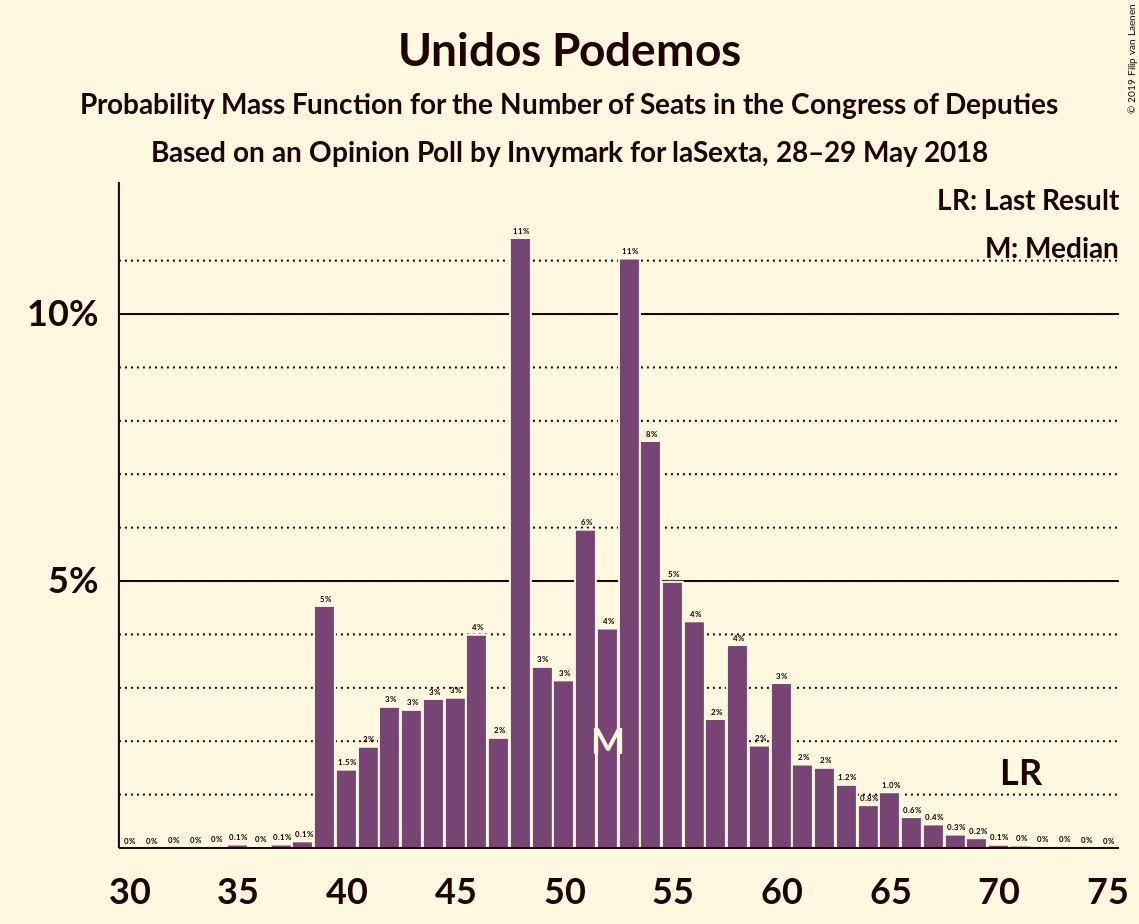 Unidos Podemos
Probability Mass Function for the Number of Seats in the Congress of Deputies
Based on an Opinion Poll by Invymark for laSexta, 28–29 May 2018
© 2019 Filip van Laenen
LR: Last Result
M: Median
10%
5%
0% 0% 0% 0% 0% 0.1% 0% 0.1% 0.1% 5% 1.5% 2% 3% 3% 3% 3% 4% 2% 11% 3% 3% 6% 4% 11% 8% 5% 4% 2% 4% 2% 3% 2% 2% 1.2% 0.8% 1.0% 0.6% 0.4% 0.3% 0.2% 0.1% 0% 0% 0% 0% 0%
M
LR
30 35 40 45 50 55 60 65 70 75